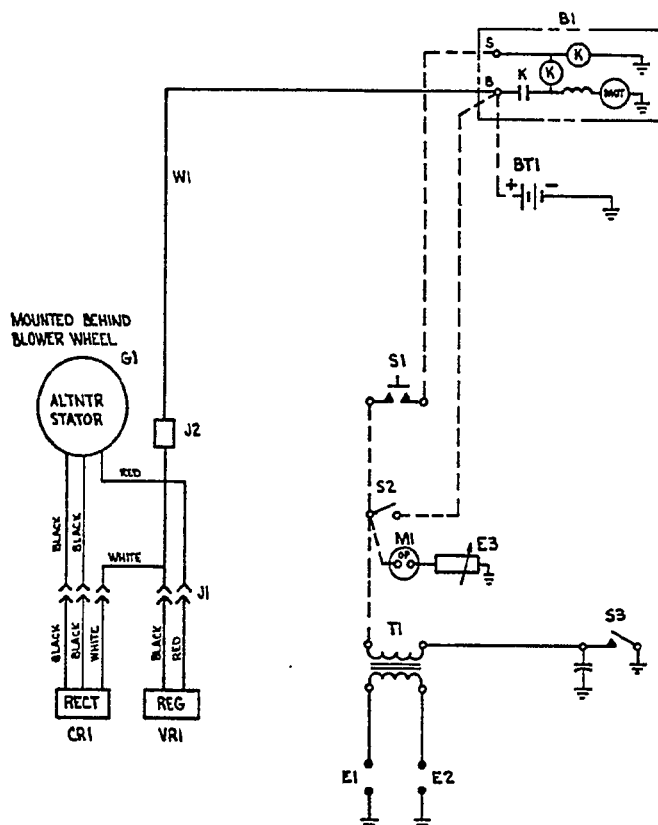 B1
S
K
K
K
B
MOT
BT1
+
−
W1
MOUNTED BEHIND
BLOWER WHEEL
G1
ALTNTR
STATOR
S1
J2
RED
S2
BLACK
BLACK
M1
OP
E3
WHITE
J1
T1
S3
BLACK
BLACK
WHITE
BLACK
RED
RECT
REG
CR1
VR1
E1
E2